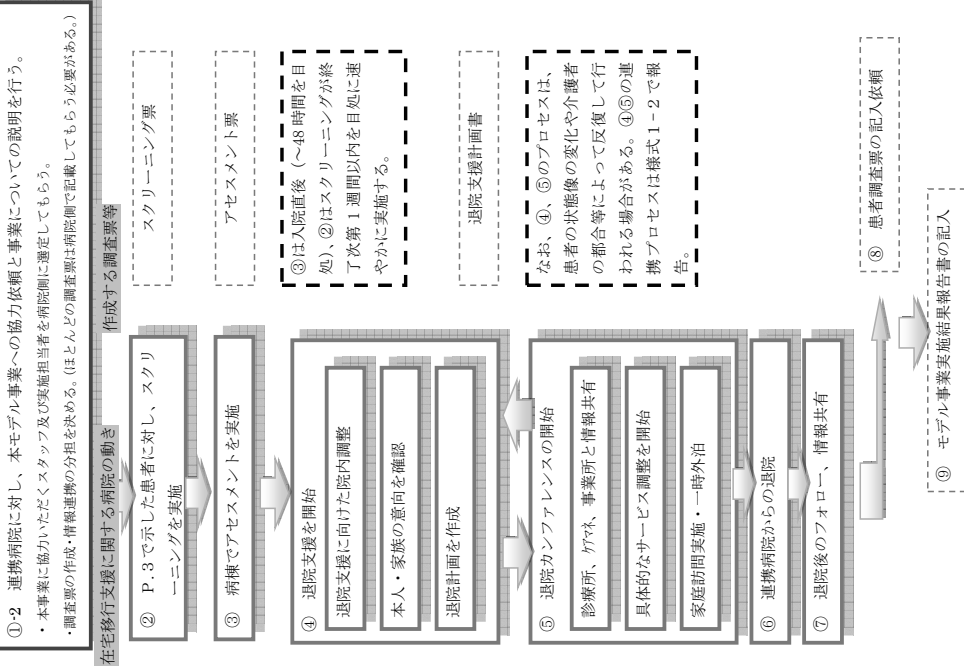 ①-2 連携病院に対し、本モデル事業への協力依頼と事業についての説明を行う。
・本事業に協力いただくスタッフ及び実施担当者を病院側に選定してもらう。
・調査票の作成・情報連携の分担を決める。(ほとんどの調査票は病院側で記載してもらう必要がある。)
在宅移行支援に関する病院の動き
作成する調査票等
② P.3で示した患者に対し、スクリ
ーニングを実施
スクリーニング票
③ 病棟でアセスメントを実施
アセスメント票
④ 退院支援を開始
退院支援に向けた院内調整
本人・家族の意向を確認
退院計画を作成
③は入院直後（～48時間を目
処)、②はスクリーニングが終
了次第1週間以内を目処に速
やかに実施する。
退院支援計画書
⑤ 退院カンファレンスの開始
診療所、ケアマネ、事業所と情報共有
具体的なサービス調整を開始
家庭訪問実施・一時外泊
なお、④、⑤のプロセスは、
患者の状態像の変化や介護者
の都合等によって反復して行
われる場合がある。④⑤の連
携プロセスは様式1－2で報
告。
⑥ 連携病院からの退院
⑦ 退院後のフォロー、情報共有
⑧ 患者調査票の記入依頼
⑨ モデル事業実施結果報告書の記入